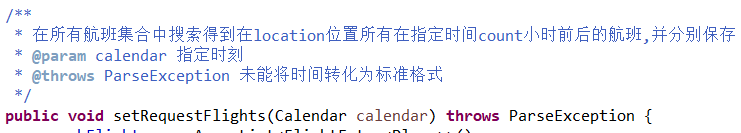 /**
* 在所有航班集合中搜索得到在location位置所有在指定时间count小时前后的航班,并分别保存
* @param calendar 指定时刻
* @throws ParseException 未能将时间转化为标准格式
*/
public void setRequestFlights(Calendar calendar) throws ParseException {